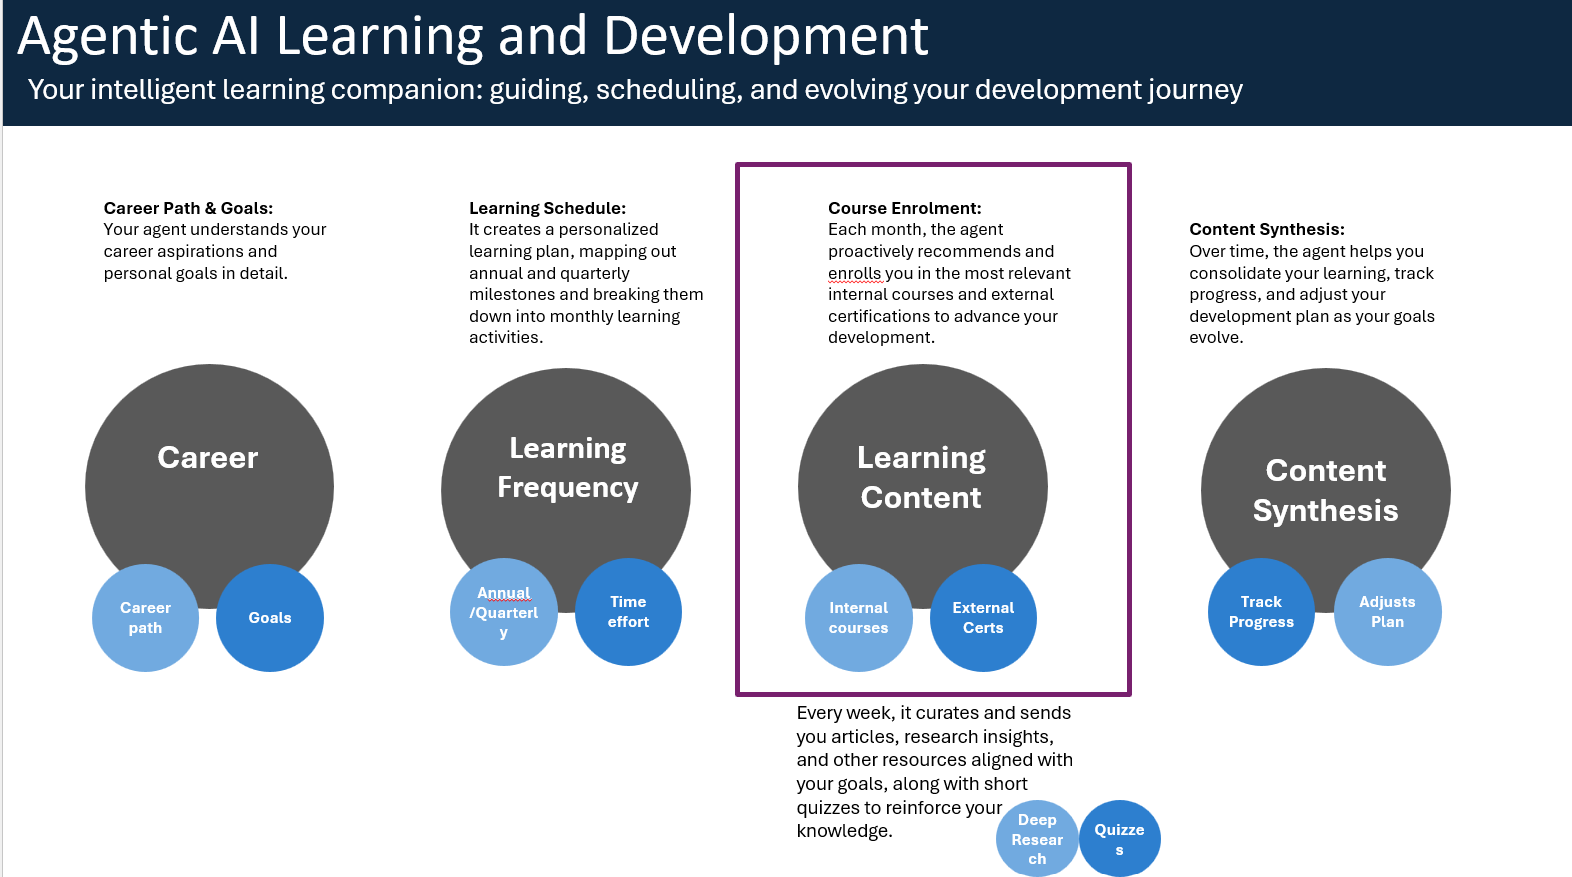 Agentic AI Learning and Development
Your intelligent learning companion: guiding, scheduling, and evolving your development journey
Career Path & Goals:
Your agent understands your
career aspirations and
personal goals in detail.
Learning Schedule:
It creates a personalized
learning plan, mapping out
annual and quarterly
milestones and breaking them
down into monthly learning
activities.
Course Enrolment:
Each month, the agent
proactively recommends and
enrolls you in the most relevant
internal courses and external
certifications to advance your
development.
Content Synthesis:
Over time, the agent helps you
consolidate your learning, track
progress, and adjust your
development plan as your goals
evolve.
Career
Career
path
Goals
Learning
Frequency
Annual
/Quarterl
y
Time
effort
Learning
Content
Internal
courses
External
Certs
Content
Synthesis
Track
Progress
Adjusts
Plan
Every week, it curates and sends
you articles, research insights,
and other resources aligned with
your goals, along with short
quizzes to reinforce your
knowledge.
Deep
Resear
ch
Quizze
s